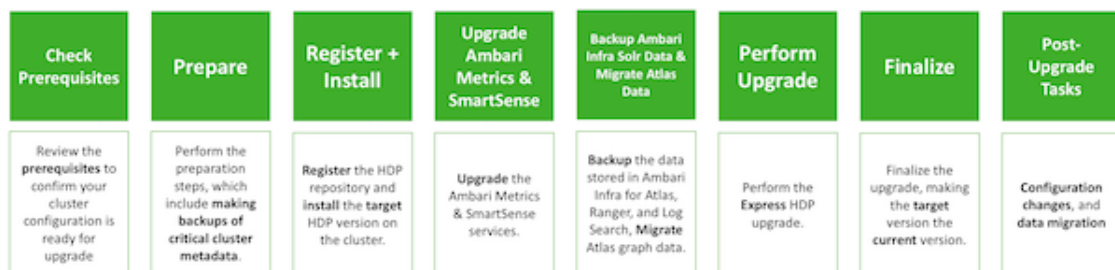 Check
Prerequisites
Review the
prerequisites to
confirm your
cluster
configuration is
ready for
upgrade
Prepare
Perform the
preparation
steps, which
include making
backups of
critical cluster
metadata.
Register +
Install
Register the HDP
repository and
install the target
HDP version on
the cluster.
Upgrade
Ambari
Metrics &
SmartSense
Upgrade the
Ambari Metrics
& SmartSense
services.
Backup Ambari
Infra Solr Data &
Migrate Atlas
Data
Backup the data
stored in Ambari
Infra for Atlas,
Ranger, and Log
Search, Migrate
Atlas graph data.
Perform
Upgrade
Perform the
Express HDP
upgrade.
Finalize
Finalize the
upgrade, making
the target
version the
current version.
Post-
Upgrade
Tasks
Configuration
changes, and
data migration